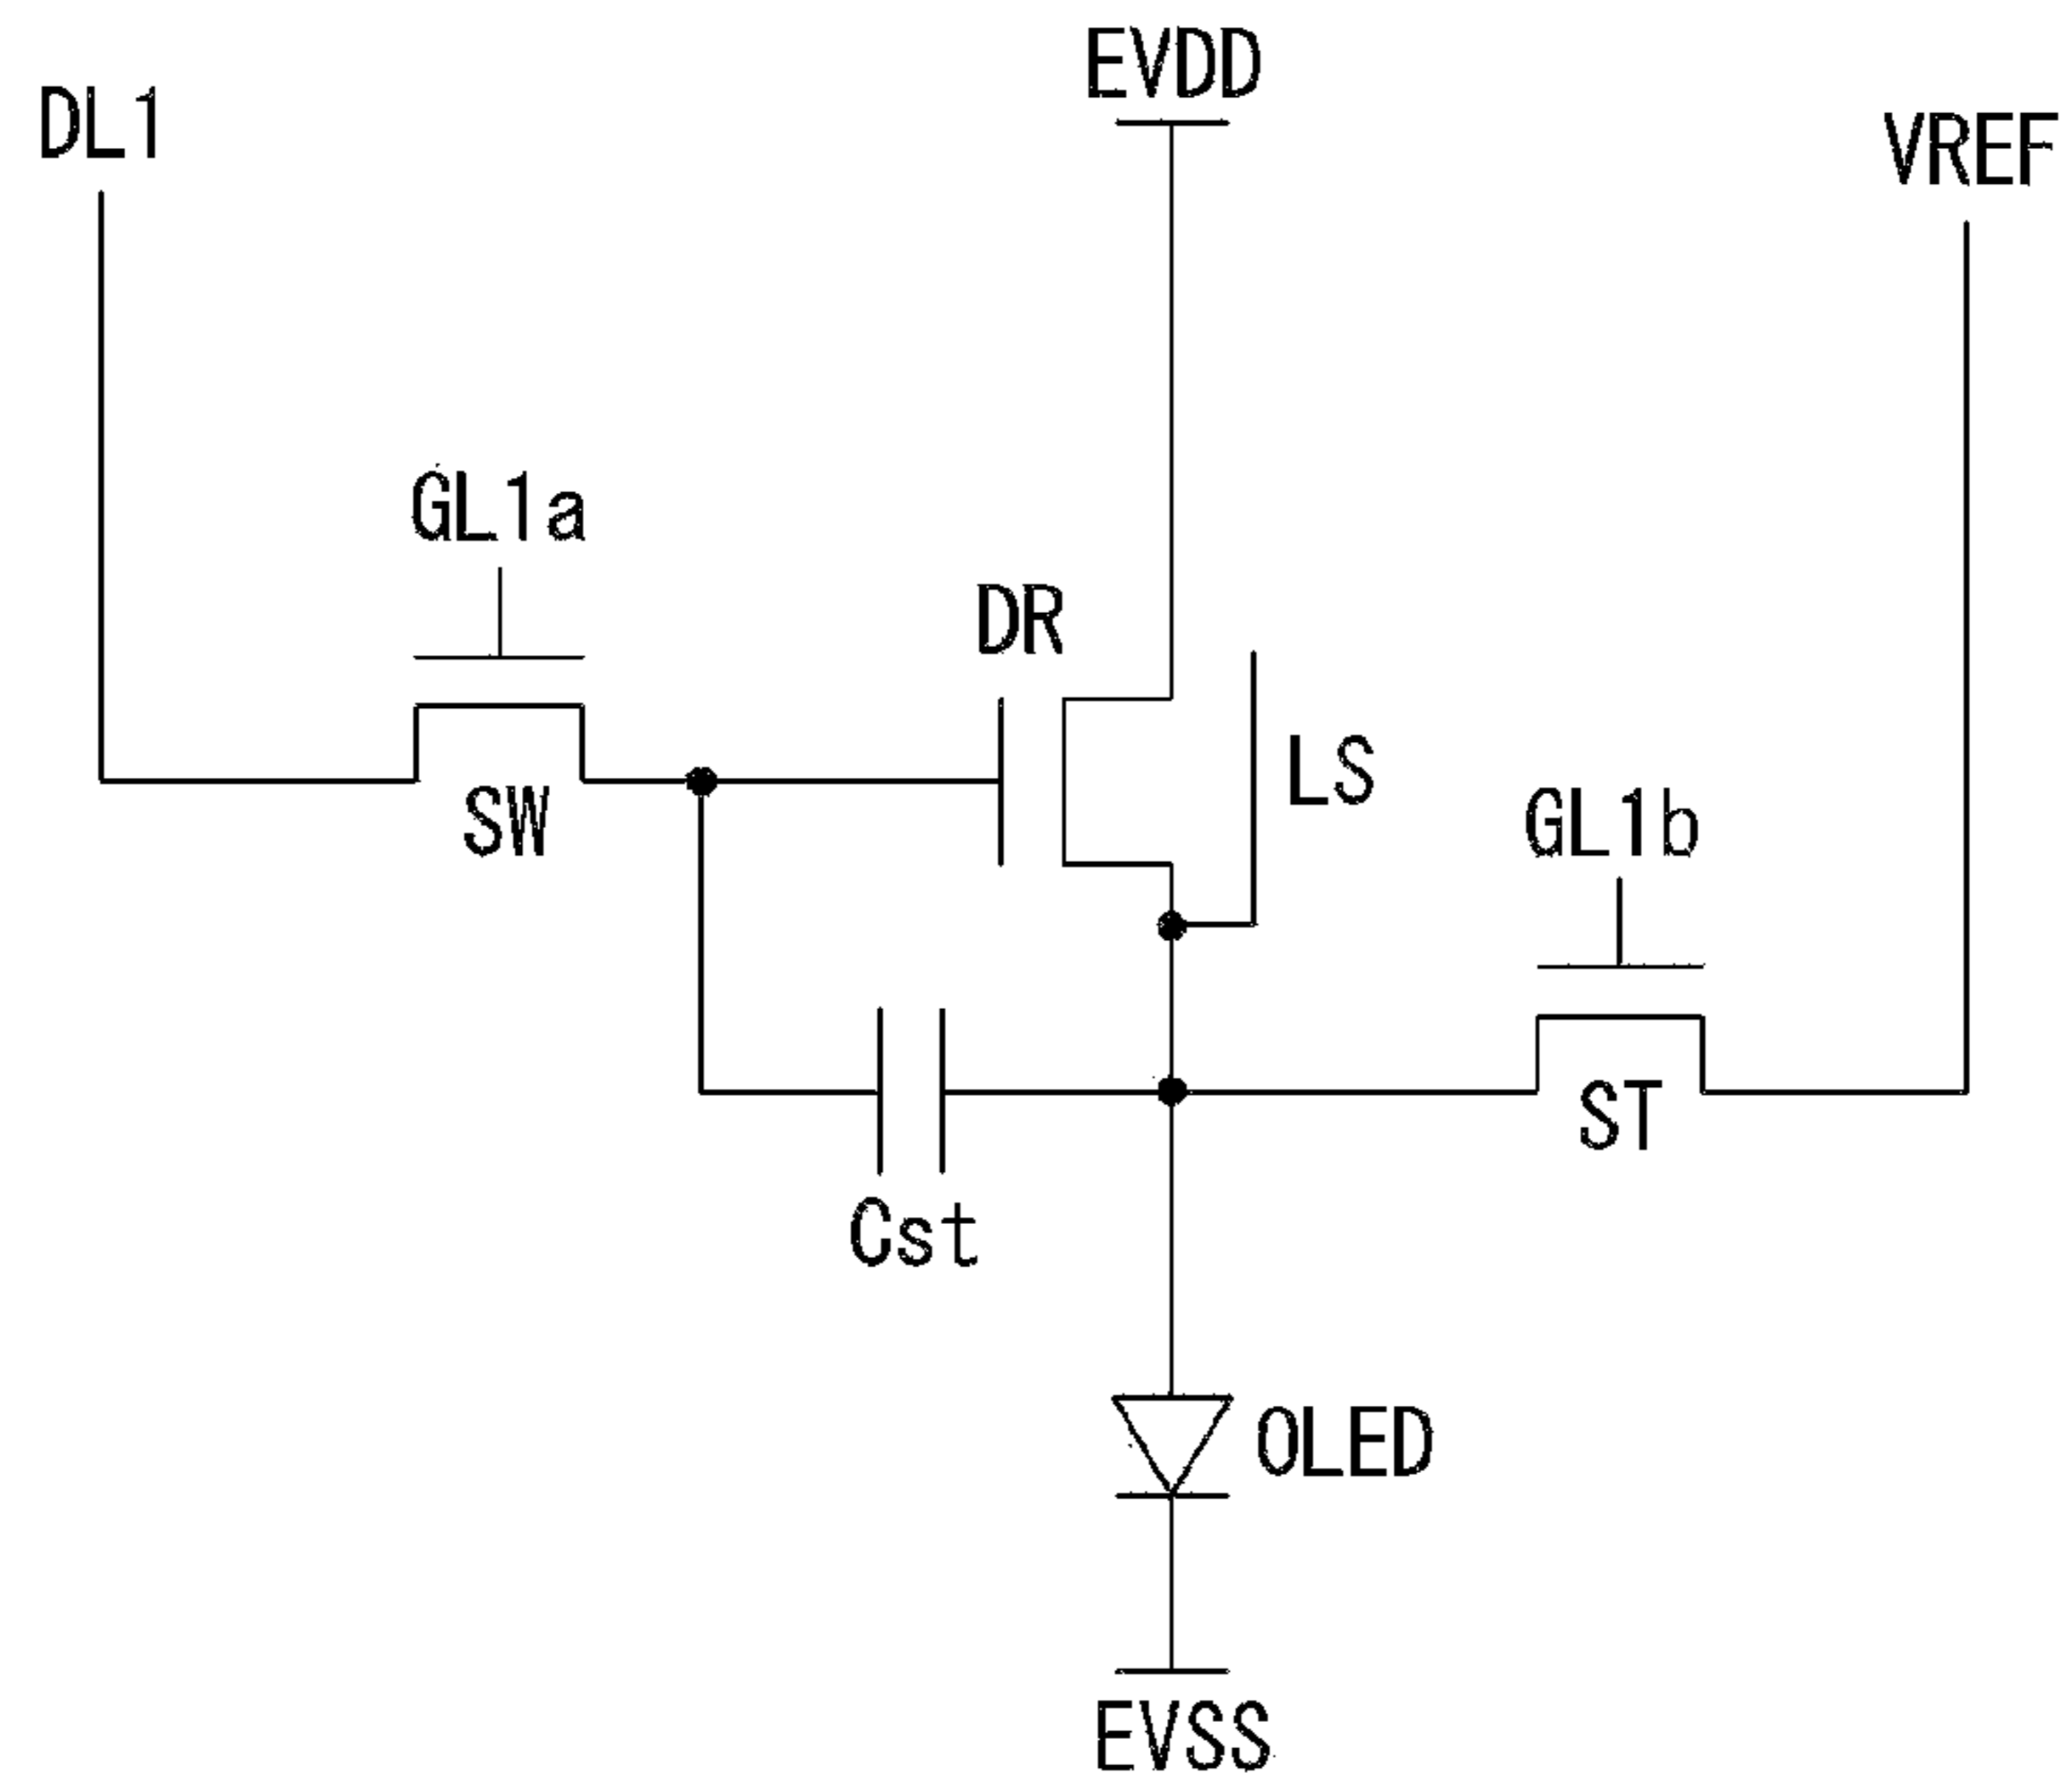 EVDD
DL1
VREF
GL1a
DR
LS
SW
GL1b
ST
Cst
OLED
EVSS